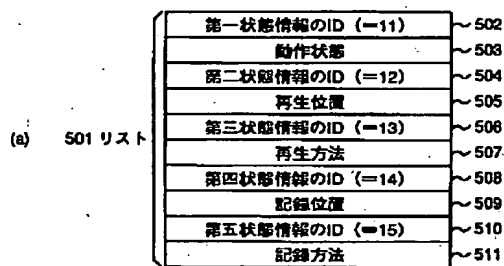 第一状態情報のID（＝11） 〜502
動作状態 〜503
第二状態情報のID（＝12） 〜504
再生位置 〜505
(a) 501 リスト 第三状態情報のID（＝13） 〜506
再生方法 〜507
第四状態情報のID（＝14） 〜508
記録位置 〜509
第五状態情報のID（＝15） 〜510
記録方法 〜511